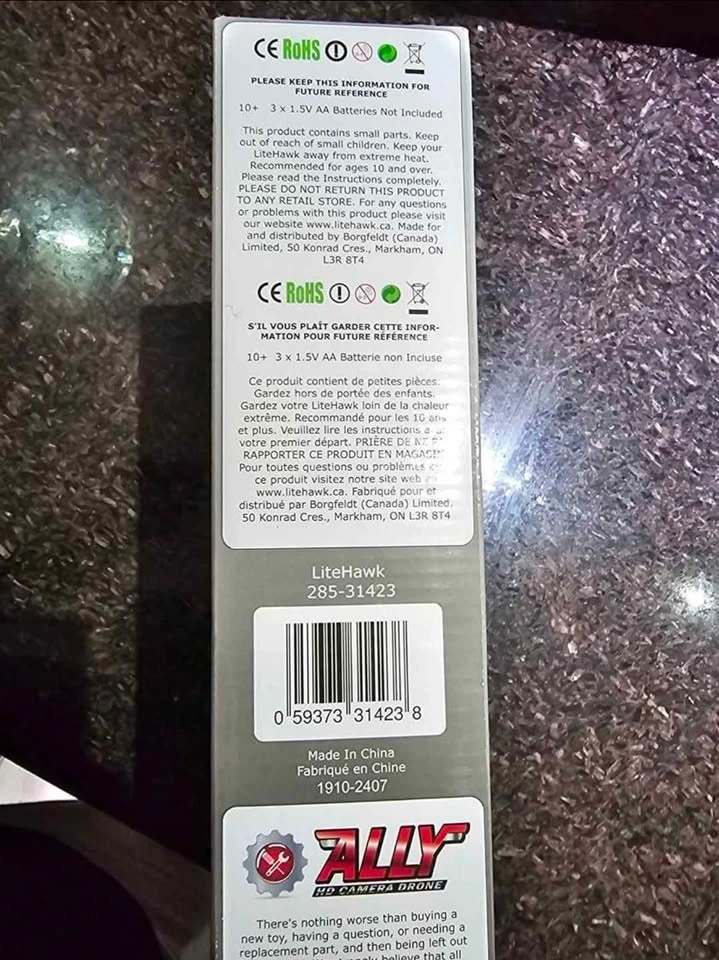 CE RoHS
PLEASE KEEP THIS INFORMATION FOR
FUTURE REFERENCE
10+ 3 x 1.5V AA Batteries Not Included
This product contains small parts. Keep
out of reach of small children. Keep your
LiteHawk away from extreme heat.
Recommended for ages 10 and over.
Please read the Instructions completely.
PLEASE DO NOT RETURN THIS PRODUCT
TO ANY RETAIL STORE. For any questions
or problems with this product please visit
our website www.litehawk.ca. Made for
and distributed by Borgfeldt (Canada)
Limited, 50 Konrad Cres., Markham, ON
L3R 8T4
CE RoHS
S'IL VOUS PLAÎT GARDER CETTE INFOR-
MATION POUR FUTURE RÉFÉRENCE
10+ 3 x 1.5V AA Batterie non Incluse
Ce produit contient de petites pièces.
Gardez hors de portée des enfants.
Gardez votre LiteHawk loin de la chaleur
extrême. Recommandé pour les 10 ans
et plus. Veuillez lire les instructions
votre premier départ. PRIÈRE DE
RAPPORTER CE PRODUIT EN
Pour toutes questions ou problèmes
ce produit visitez notre site web
www.litehawk.ca. Fabriqué pour et
distribué par Borgfeldt (Canada) Limited.
50 Konrad Cres., Markham, ON L3R 8T4
LiteHawk
285-31423
0 59373 31423 8
Made In China
Fabriqué en Chine
1910-2407
ALLY
HD CAMERA DRONE
There's nothing worse than buying a
new toy, having a question, or needing a
replacement part, and then being left out
believe that all